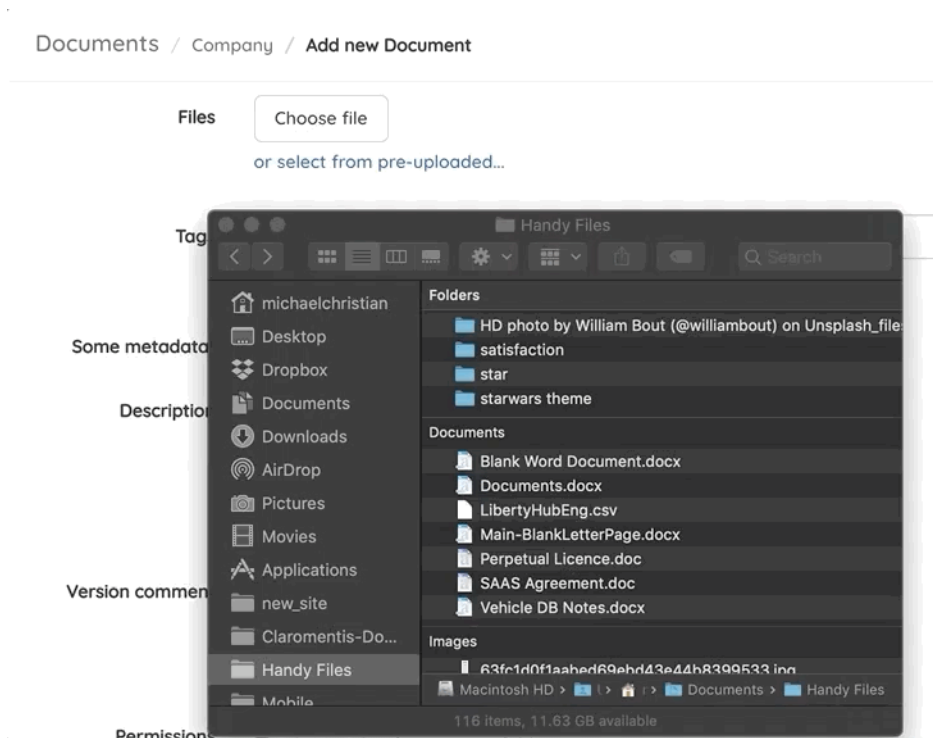 Documents / Company / Add new Document
Files
Choose file
or select from pre-uploaded...
Tag
Some metadata
Description
Version commen
Permissions
Handy Files
Search
michaelchristian
Desktop
Dropbox
Documents
Downloads
AirDrop
Pictures
Movies
Applications
new_site
Claromentis-Do...
Handy Files
Mobile
Folders
HD photo by William Bout (@williambout) on Unsplash_file
satisfaction
star
starwars theme
Documents
Blank Word Document.docx
Documents.docx
LibertyHubEng.csv
Main-BlankLetterPage.docx
Perpetual Licence.doc
SAAS Agreement.doc
Vehicle DB Notes.docx
Images
Macintosh HD > > > Documents > Handy Files
116 items, 11.63 GB available